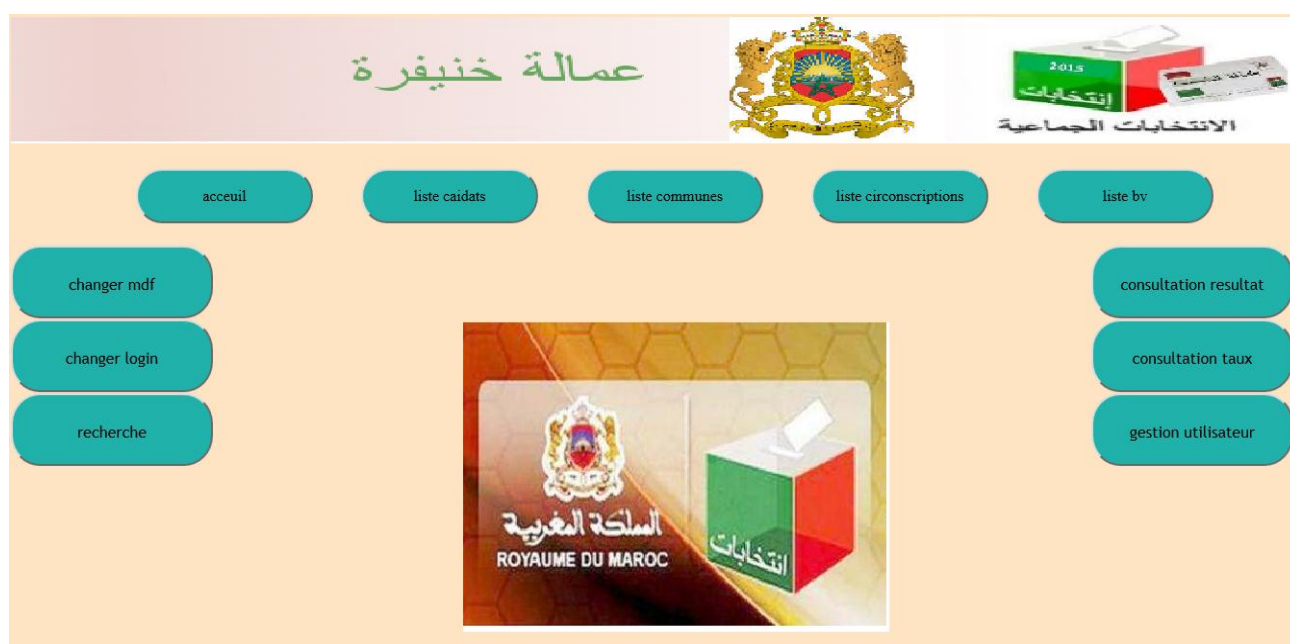 عمالة خنيفرة
2015
إنتخابات
الانتخابات الجماعية
acceuil
liste caidats
liste communes
liste circonscriptions
liste bv
changer mdf
consultation resultat
changer login
consultation taux
recherche
gestion utilisateur
المملكة المغربية
ROYAUME DU MAROC
انتخابات